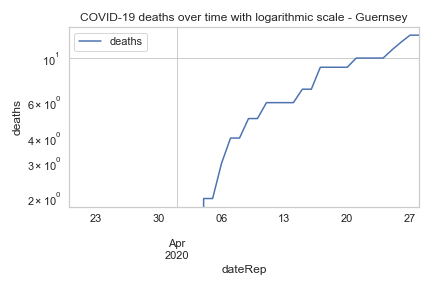 COVID-19 deaths over time with logarithmic scale - Guernsey
deaths
deaths
10¹
6 × 10⁰
4 × 10⁰
3 × 10⁰
2 × 10⁰
23 30 06 13 20 27
Apr
2020
dateRep